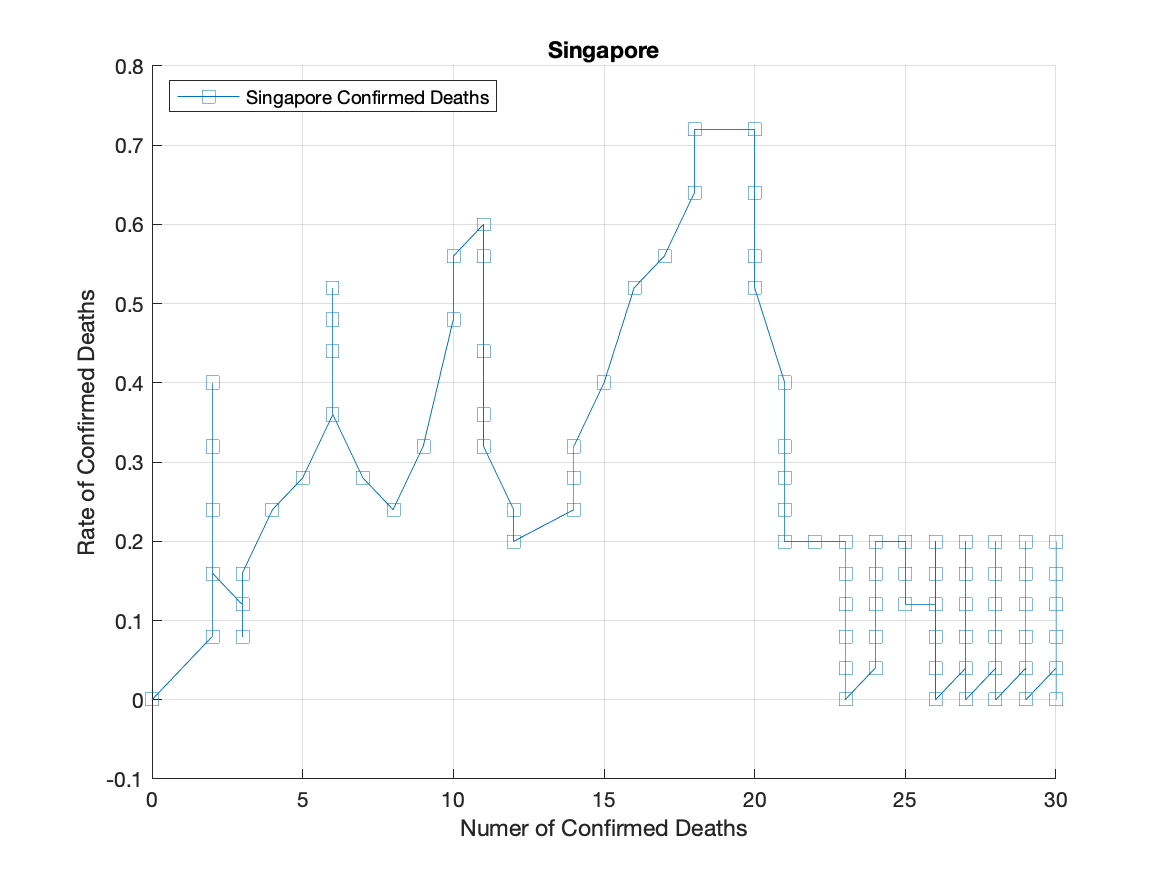 Singapore
Singapore Confirmed Deaths
0.8
0.7
0.6
0.5
0.4
0.3
0.2
0.1
0
-0.1
Rate of Confirmed Deaths
0 5 10 15 20 25 30
Numer of Confirmed Deaths